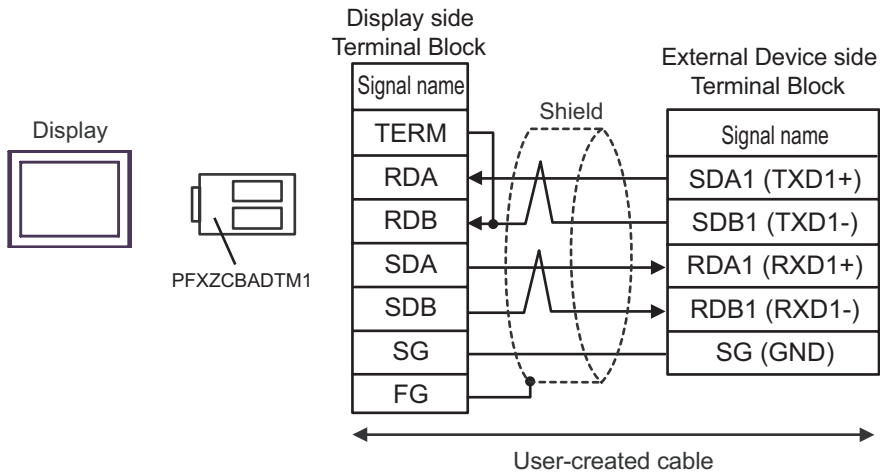 Display side
Terminal Block
External Device side
Terminal Block
Signal name
Shield
Signal name
Display
TERM
RDA
SDA1 (TXD1+)
RDB
SDB1 (TXD1-)
PFXZCBADTM1
SDA
RDA1 (RXD1+)
SDB
RDB1 (RXD1-)
SG
SG (GND)
FG
User-created cable